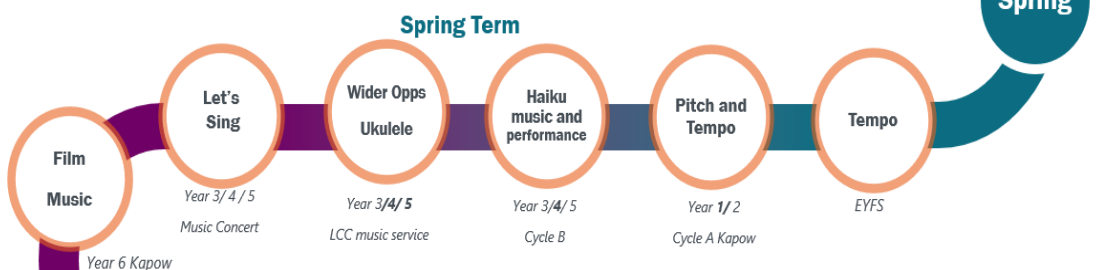 Spring
Spring Term
Film
Music
Year 6 Kapow
Let's
Sing
Year 3/ 4 / 5
Music Concert
Wider Opps
Ukulele
Year 3/4/ 5
LCC music service
Haiku
music and
performance
Year 3/4/ 5
Cycle B
Pitch and
Tempo
Year 1/ 2
Cycle A Kapow
Tempo
EYFS